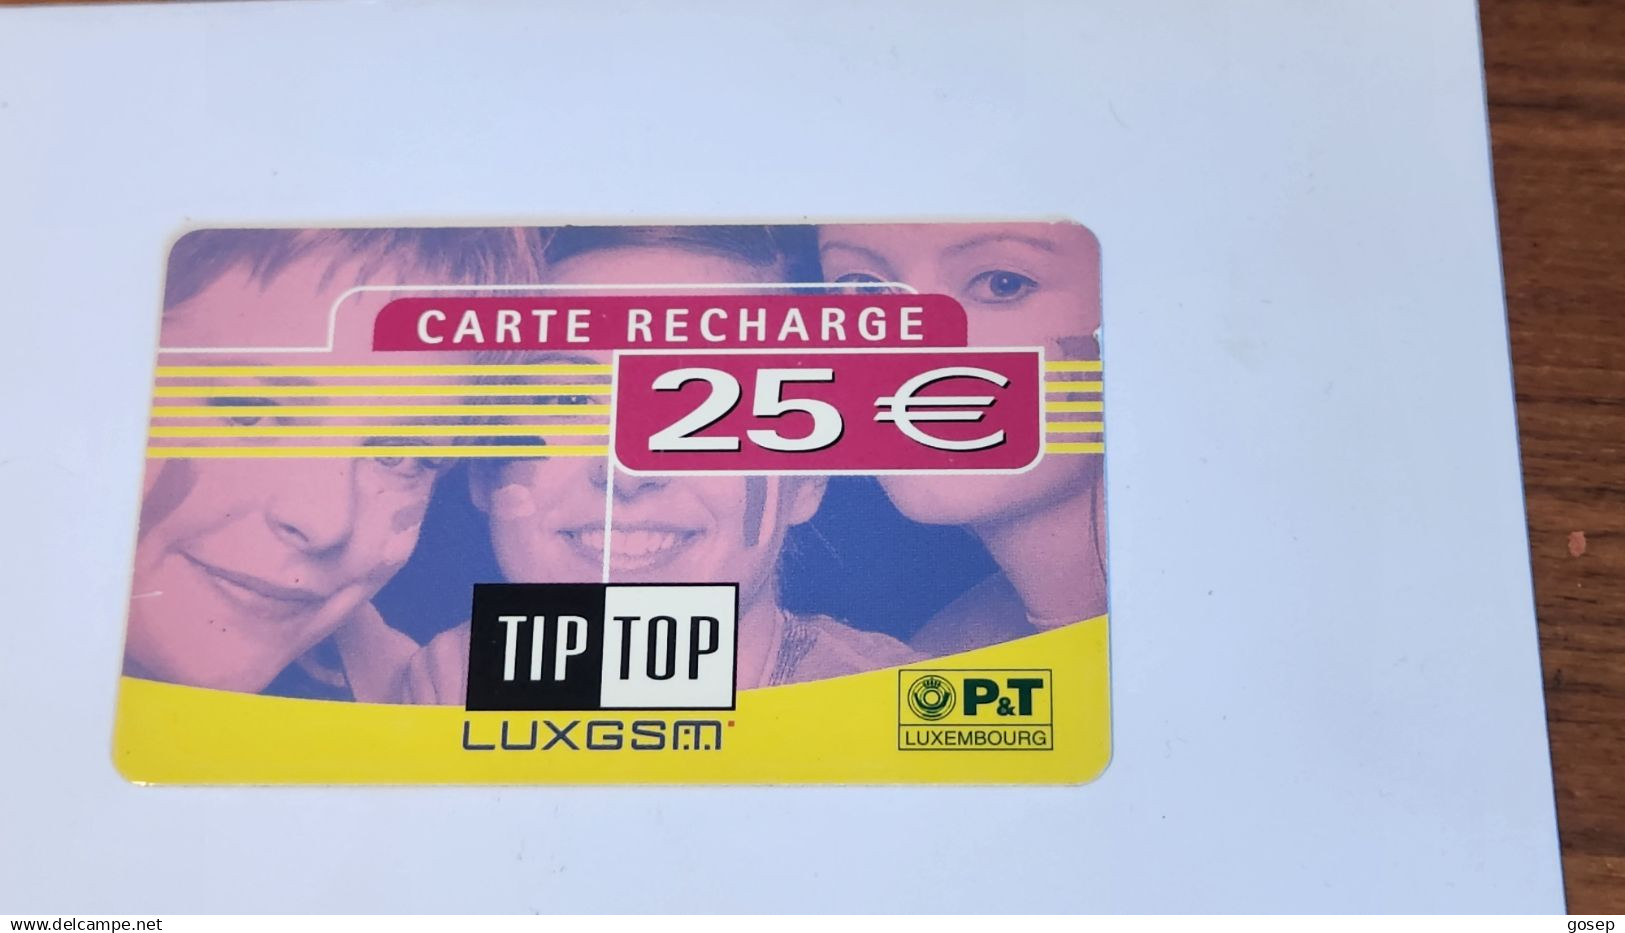 CARTE RECHARGE
25 €
TIP TOP
LUXGSM
P&T
LUXEMBOURG
www.delcampe.net
gosep